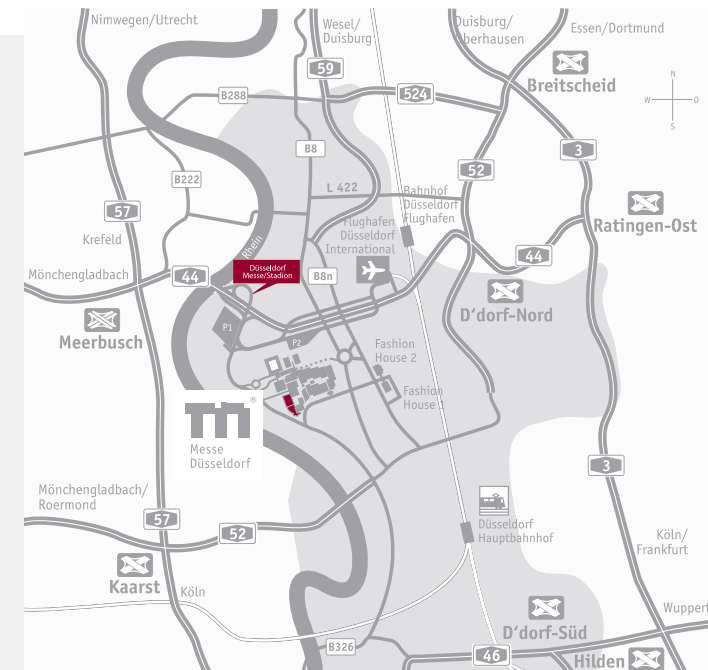 Nimwegen/Utrecht
Wesel/
Duisburg
Duisburg/
Oberhausen
Essen/Dortmund
59
Breitscheid
B288
524
N
W
O
S
B8
3
52
B222
L 422
Bahnhof
Düsseldorf
Flughafen
57
Ratingen-Ost
Krefeld
Rhein
Flughafen
Düsseldorf
International
44
Mönchengladbach
44
Düsseldorf
Messe/Stadion
B8n
D'dorf-Nord
P1
Meerbusch
P2
Fashion
House 2
Fashion
House 1
®
Messe
Düsseldorf
3
Mönchengladbach/
Roermond
57
52
Düsseldorf
Hauptbahnhof
Köln/
Frankfurt
Kaarst
Köln
Wuppert
D'dorf-Süd
B326
46
Hilden